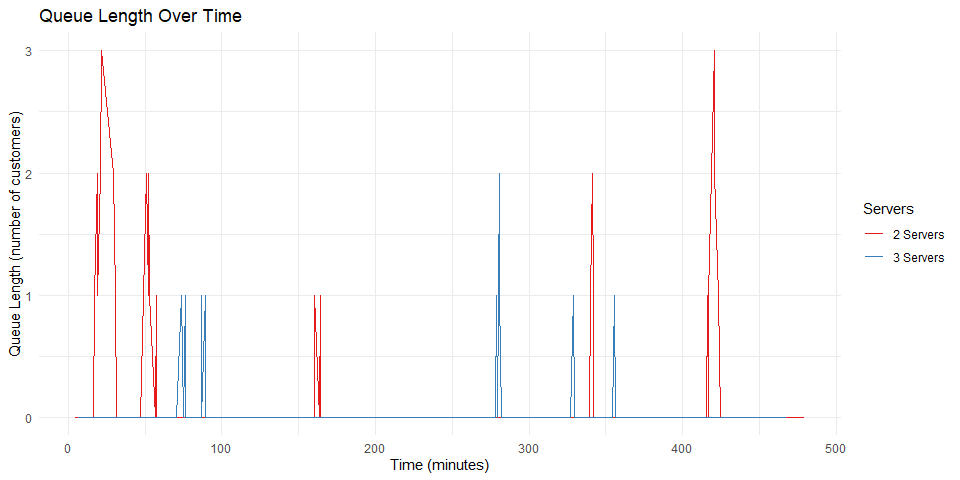 Queue Length Over Time
Queue Length (number of customers)
3
2
1
0
0
100
200
300
400
500
Time (minutes)
Servers
2 Servers
3 Servers